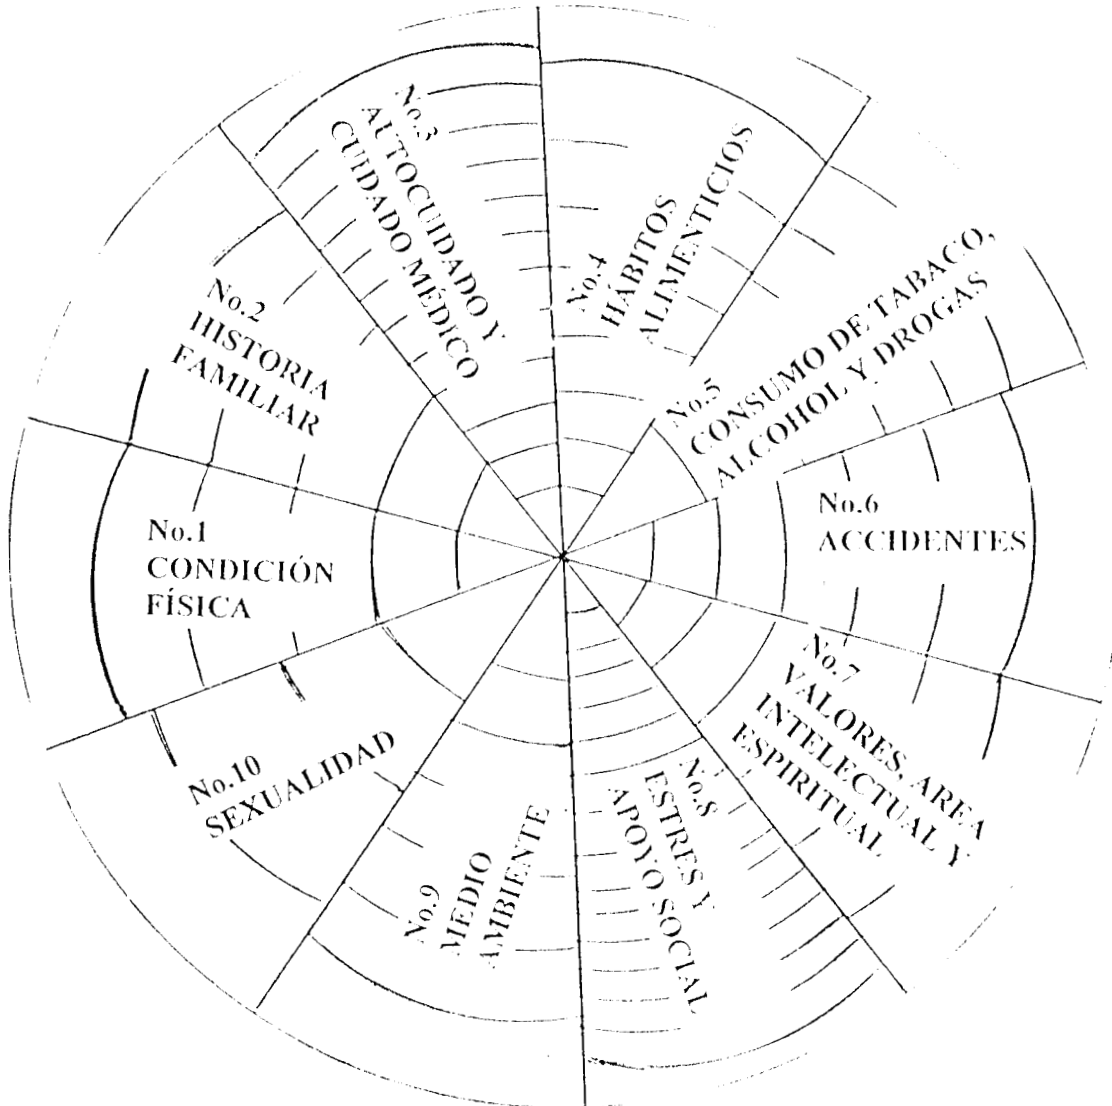 No.1
CONDICIÓN
FÍSICA
No.2
HISTORIA
FAMILIAR
No.3
AUTOCUIDADO Y
CUIDADO MÉDICO
No.4
HÁBITOS
ALIMENTICIOS
No.5
CONSUMO DE TABACO,
ALCOHOL Y DROGAS
No.6
ACCIDENTES
No.7
VALORES, AREA
INTELECTUAL Y
ESPIRITUAL
No.8
ESTRES Y
APOYO SOCIAL
No.9
MEDIO
AMBIENTE
No.10
SEXUALIDAD